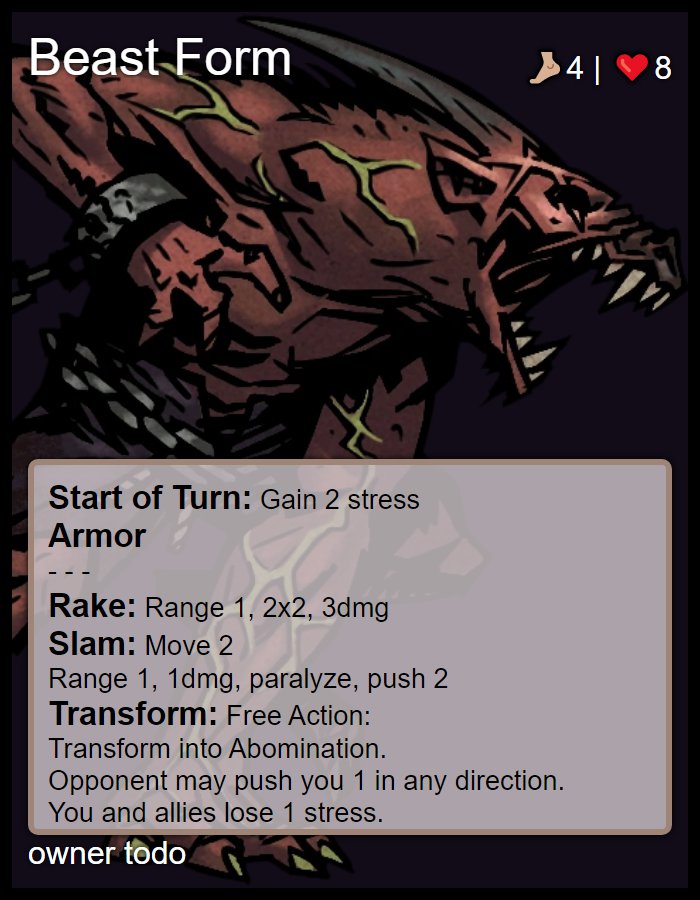 Beast Form
🦶4 | ❤️8
Start of Turn: Gain 2 stress
Armor
- - -
Rake: Range 1, 2x2, 3dmg
Slam: Move 2
Range 1, 1dmg, paralyze, push 2
Transform: Free Action:
Transform into Abomination.
Opponent may push you 1 in any direction.
You and allies lose 1 stress.
owner todo